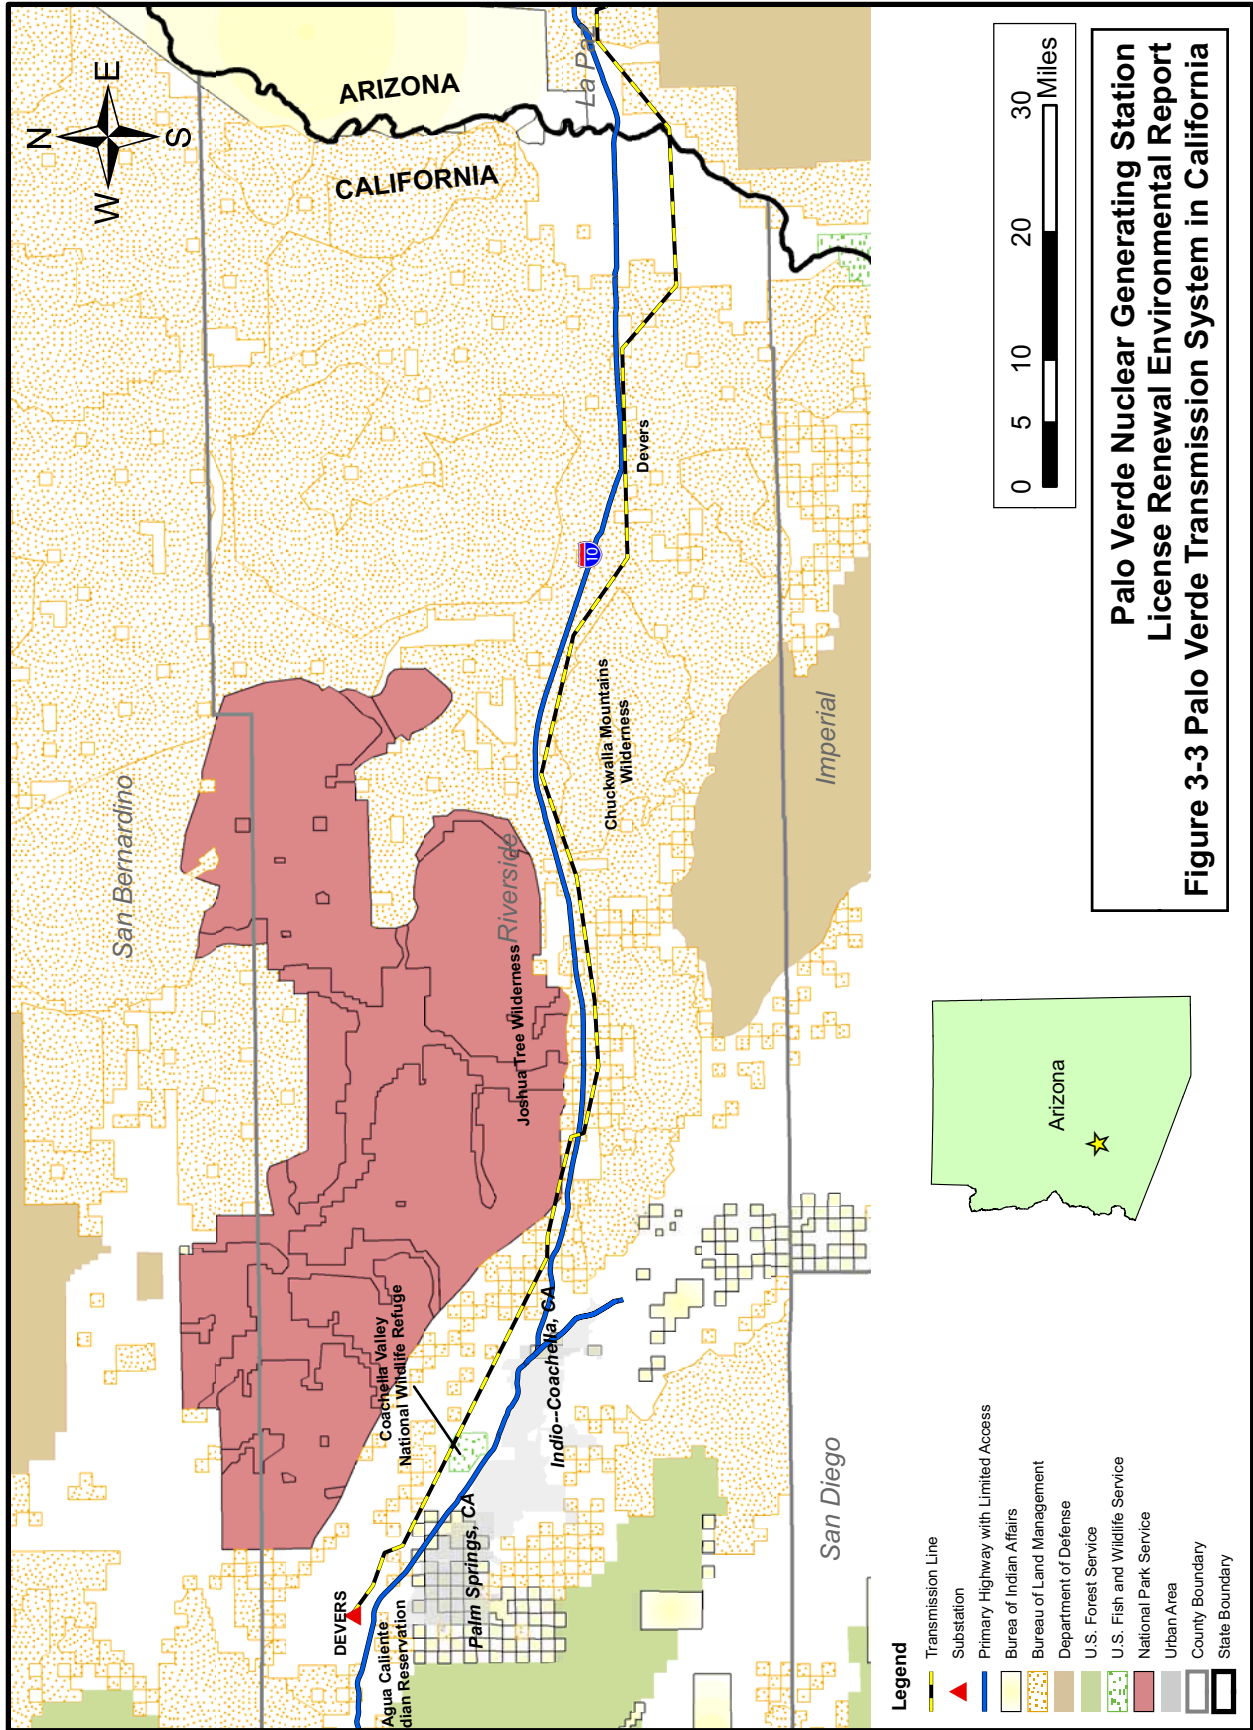 N
W
E
S
ARIZONA
CALIFORNIA
La Paz
San Bernardino
Riverside
Imperial
San Diego
Joshua Tree Wilderness
Chuckwalla Mountains
Wilderness
Devers
10
Coachella Valley
National Wildlife Refuge
Indio--Coachella, CA
Palm Springs, CA
DEVERS
Agua Caliente
dian Reservation
Legend
Transmission Line
Substation
Primary Highway with Limited Access
Burea of Indian Affairs
Bureau of Land Management
Department of Defense
U.S. Forest Service
U.S. Fish and Wildlife Service
National Park Service
Urban Area
County Boundary
State Boundary
Arizona
0 5 10 20 30
Miles
Palo Verde Nuclear Generating Station
License Renewal Environmental Report
Figure 3-3 Palo Verde Transmission System in California